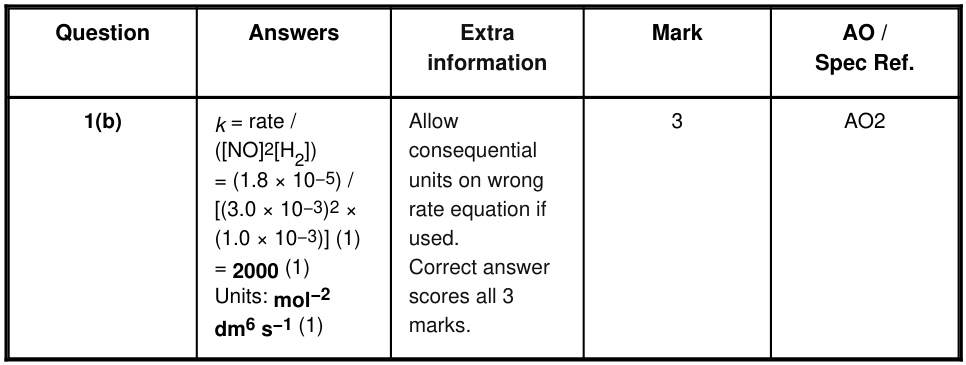 Question Answers Extra information Mark AO / Spec Ref.
1(b)
k = rate /
([NO]2[H₂])
= (1.8 × 10⁻⁵) /
[(3.0 × 10⁻³)² ×
(1.0 × 10⁻³)] (1)
= 2000 (1)
Units: mol⁻²
dm⁶ s⁻¹ (1)
Allow
consequential
units on wrong
rate equation if
used.
Correct answer
scores all 3
marks.
3
AO2